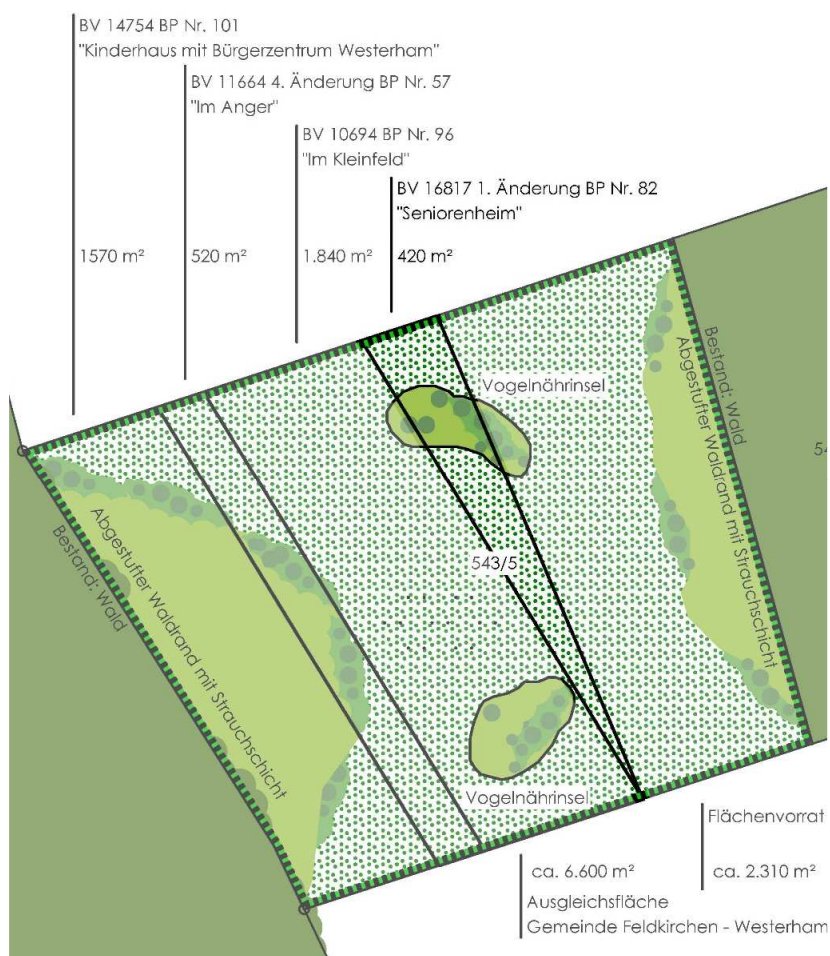 BV 14754 BP Nr. 101
"Kinderhaus mit Bürgerzentrum Westerham"
BV 11664 4. Änderung BP Nr. 57
"Im Anger"
BV 10694 BP Nr. 96
"Im Kleinfeld"
BV 16817 1. Änderung BP Nr. 82
"Seniorenheim"
1570 m²
520 m²
1.840 m²
420 m²
Vogelnährinsel
Bestand: Wald
Abgestufter Waldrand mit Strauchschicht
54
Abgestufter Waldrand mit Strauchschicht
Bestand: Wald
543/5
Vogelnährinsel
Flächenvorrat
ca. 6.600 m²
ca. 2.310 m²
Ausgleichsfläche
Gemeinde Feldkirchen - Westerham